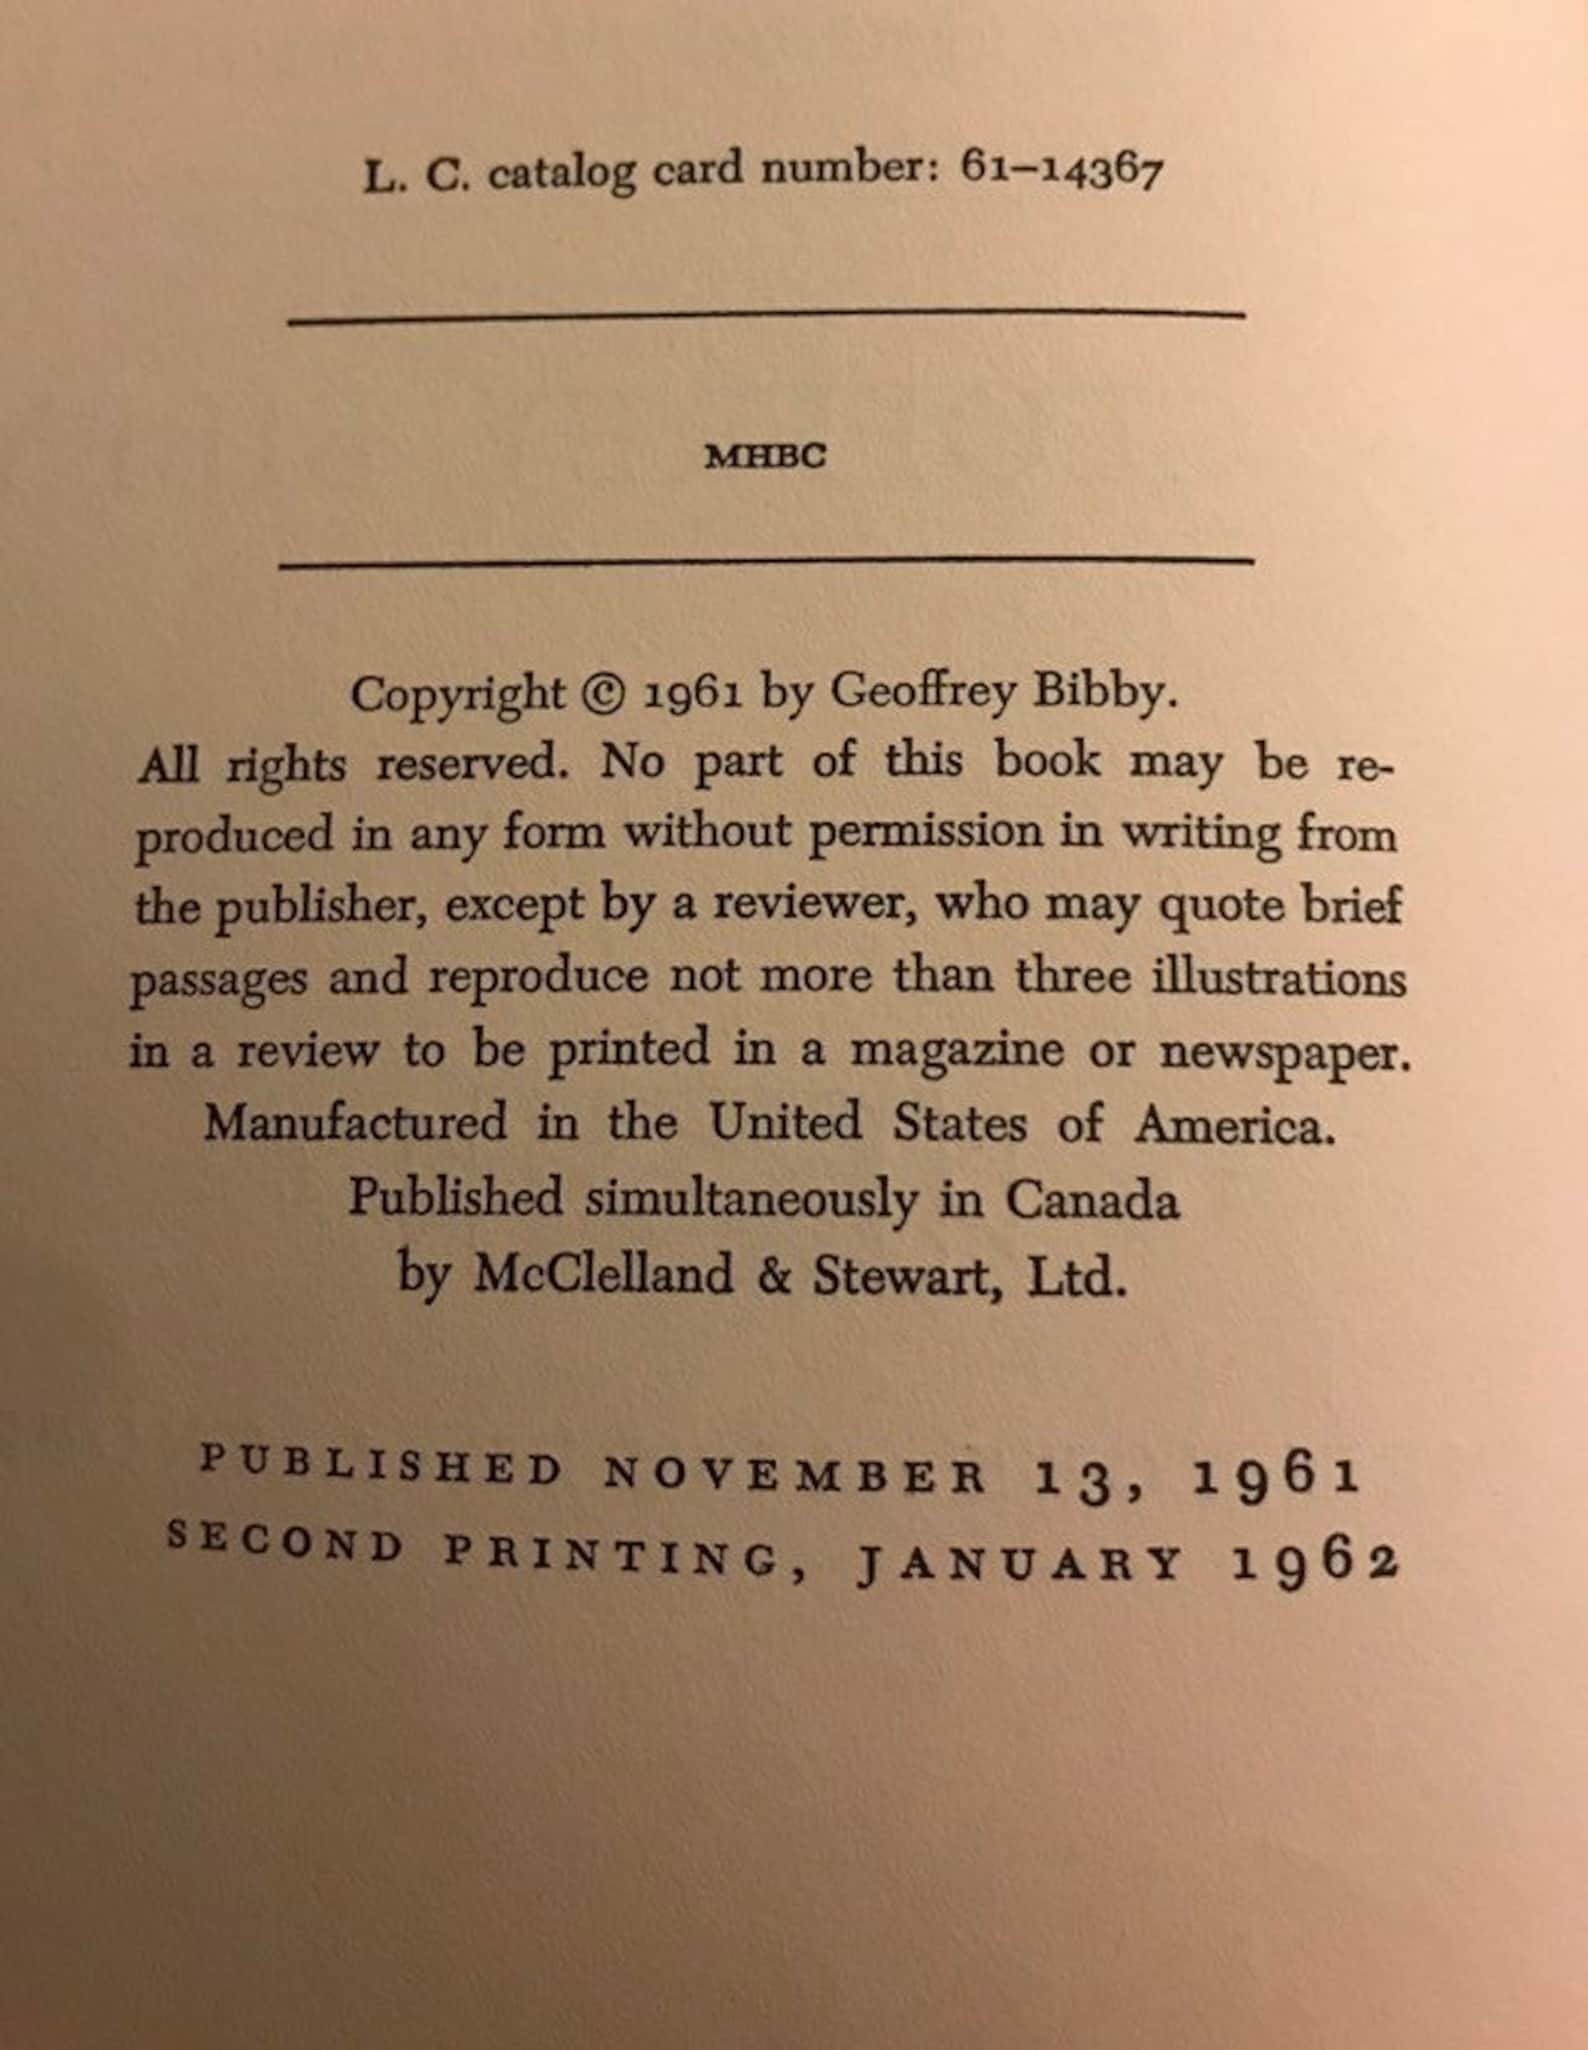 L. C. catalog card number: 61–14367
MHBC
Copyright © 1961 by Geoffrey Bibby.
All rights reserved. No part of this book may be re-
produced in any form without permission in writing from
the publisher, except by a reviewer, who may quote brief
passages and reproduce not more than three illustrations
in a review to be printed in a magazine or newspaper.
Manufactured in the United States of America.
Published simultaneously in Canada
by McClelland & Stewart, Ltd.
PUBLISHED NOVEMBER 13, 1961
SECOND PRINTING, JANUARY 1962